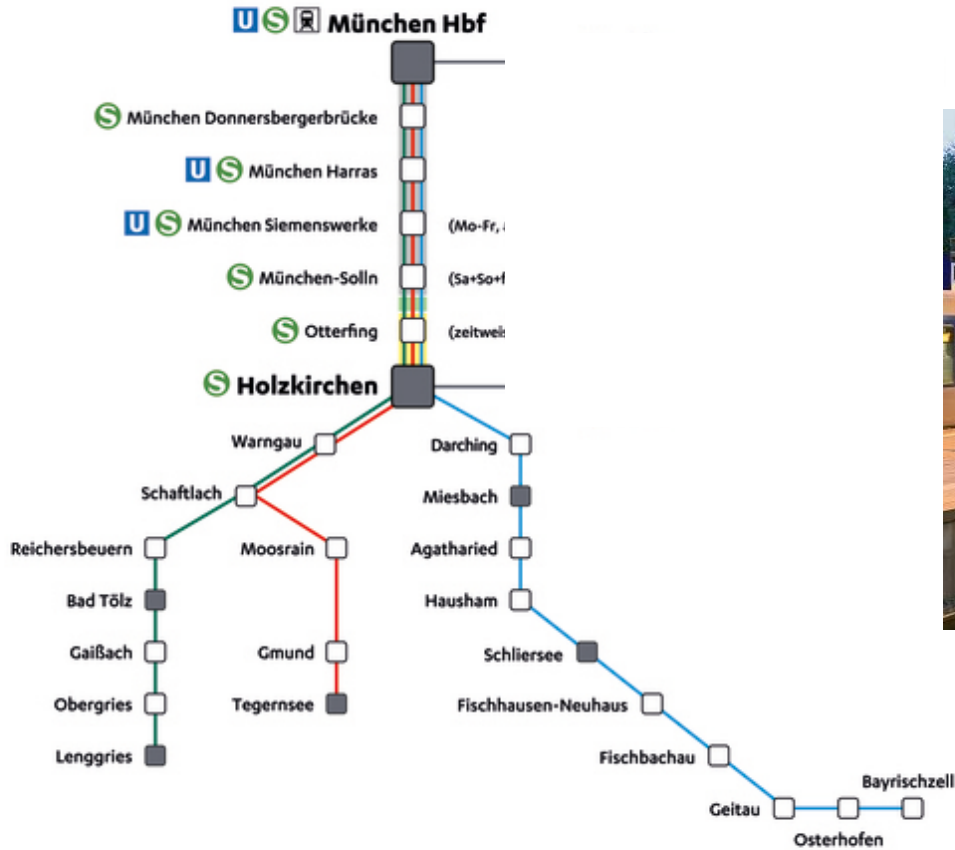 U S München Hbf
S München Donnersbergerbrücke
U S München Harras
U S München Siemenswerke (Mo-Fr,
S München-Solln (Sa+So+f
S Otterfing (zeitweis
S Holzkirchen
Warngau
Darching
Schaftlach
Miesbach
Reichersbeuern
Moosrain
Agatharied
Bad Tölz
Hausham
Gaißach
Gmund
Schliersee
Obergries
Tegernsee
Fischhausen-Neuhaus
Lenggries
Fischbachau
Bayrischzell
Geitau
Osterhofen